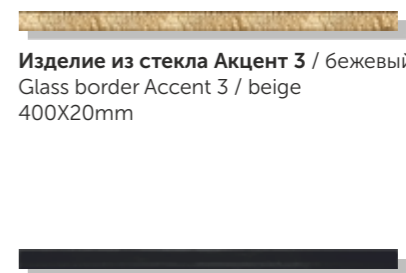 Изделие из стекла Акцент 3 / бежевый
Glass border Accent 3 / beige
400X20mm